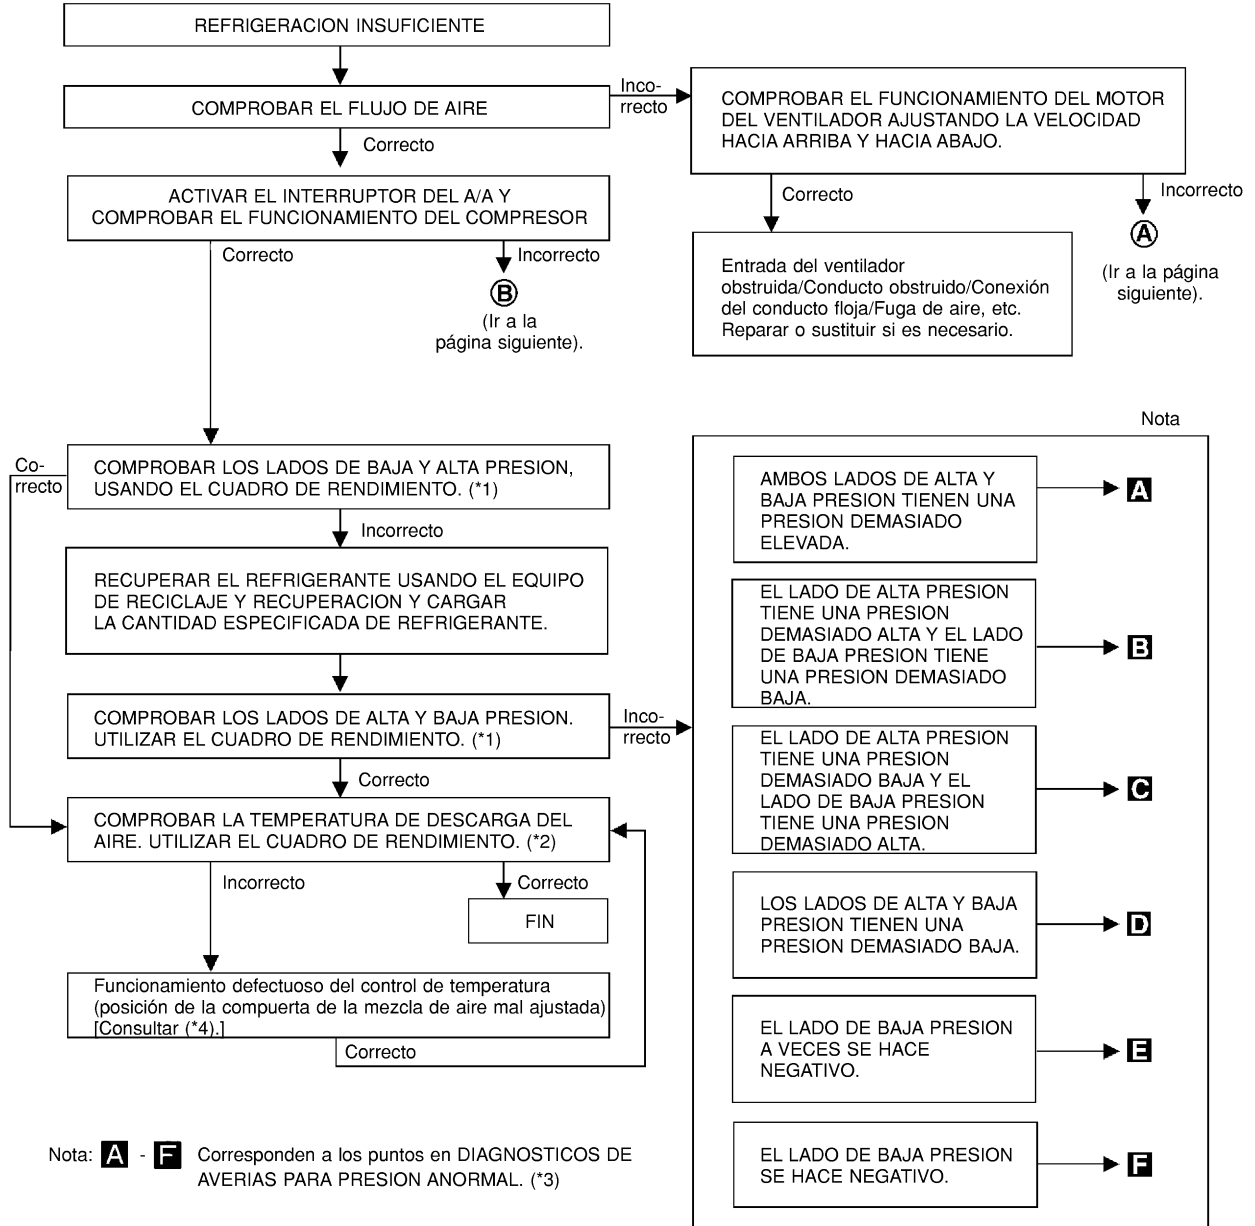 REFRIGERACION INSUFICIENTE
COMPROBAR EL FLUJO DE AIRE
Inco-
rrecto
COMPROBAR EL FUNCIONAMIENTO DEL MOTOR
DEL VENTILADOR AJUSTANDO LA VELOCIDAD
HACIA ARRIBA Y HACIA ABAJO.
Correcto
ACTIVAR EL INTERRUPTOR DEL A/A Y
COMPROBAR EL FUNCIONAMIENTO DEL COMPRESOR
Correcto
Incorrecto
A
(Ir a la página
siguiente).
Entrada del ventilador
obstruida/Conducto obstruido/Conexión
del conducto floja/Fuga de aire, etc.
Reparar o sustituir si es necesario.
Correcto
Incorrecto
B
(Ir a la
página siguiente).
Nota
Co-
rrecto
COMPROBAR LOS LADOS DE BAJA Y ALTA PRESION,
USANDO EL CUADRO DE RENDIMIENTO. (*1)
Incorrecto
RECUPERAR EL REFRIGERANTE USANDO EL EQUIPO
DE RECICLAJE Y RECUPERACION Y CARGAR
LA CANTIDAD ESPECIFICADA DE REFRIGERANTE.
COMPROBAR LOS LADOS DE ALTA Y BAJA PRESION.
UTILIZAR EL CUADRO DE RENDIMIENTO. (*1)
Inco-
rrecto
Correcto
COMPROBAR LA TEMPERATURA DE DESCARGA DEL
AIRE. UTILIZAR EL CUADRO DE RENDIMIENTO. (*2)
Incorrecto
Correcto
FIN
Funcionamiento defectuoso del control de temperatura
(posición de la compuerta de la mezcla de aire mal ajustada)
[Consultar (*4).]
Correcto
AMBOS LADOS DE ALTA Y
BAJA PRESION TIENEN UNA
PRESION DEMASIADO
ELEVADA.
A
EL LADO DE ALTA PRESION
TIENE UNA PRESION
DEMASIADO ALTA Y EL LADO
DE BAJA PRESION TIENE
UNA PRESION DEMASIADO
BAJA.
B
EL LADO DE ALTA PRESION
TIENE UNA PRESION
DEMASIADO BAJA Y EL
LADO DE BAJA PRESION
TIENE UNA PRESION
DEMASIADO ALTA.
C
LOS LADOS DE ALTA Y BAJA
PRESION TIENEN UNA
PRESION DEMASIADO BAJA.
D
EL LADO DE BAJA PRESION
A VECES SE HACE
NEGATIVO.
E
EL LADO DE BAJA PRESION
SE HACE NEGATIVO.
F
Nota: A - F Corresponden a los puntos en DIAGNOSTICOS DE
AVERIAS PARA PRESION ANORMAL. (*3)